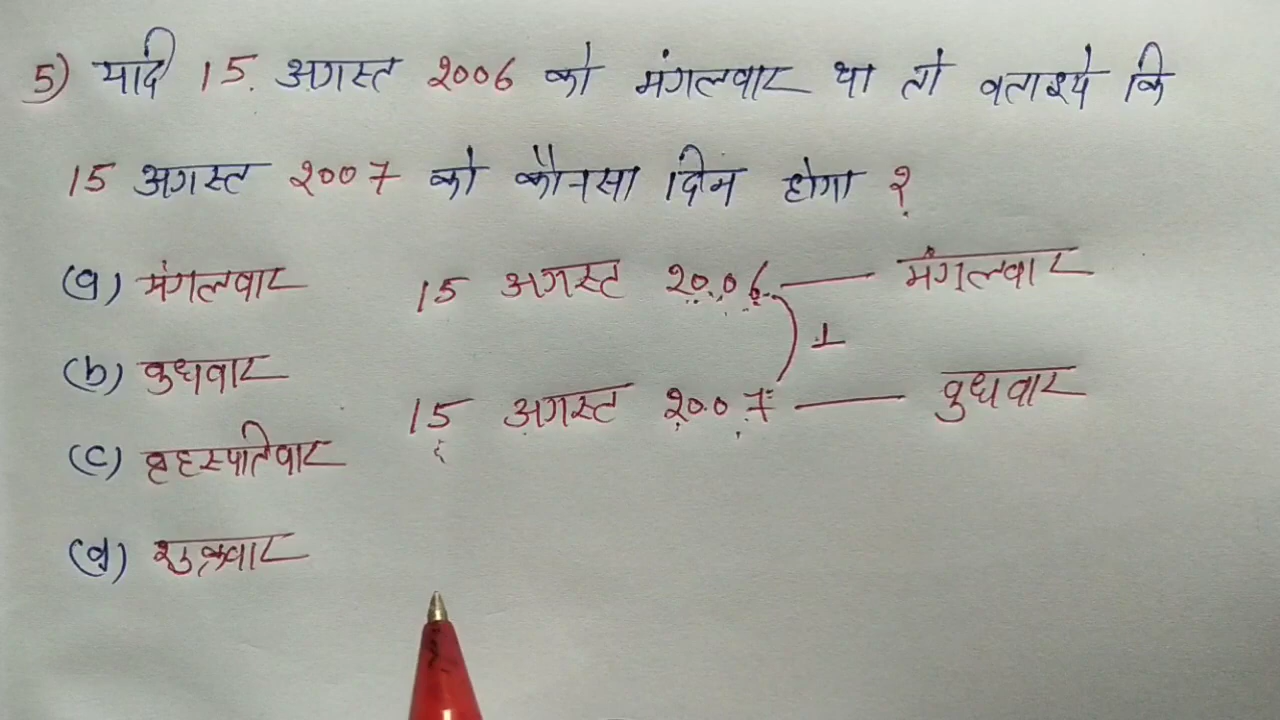 5) यदि 15 अगस्त 2006 को मंगलवार था तो बताइये कि
15 अगस्त 2007 को कौनसा दिन होगा ?
(a) मंगलवार
(b) बुधवार
(c) बृहस्पतिवार
(d) शुक्रवार
15 अगस्त 2006 — मंगलवार
1
15 अगस्त 2007 — बुधवार